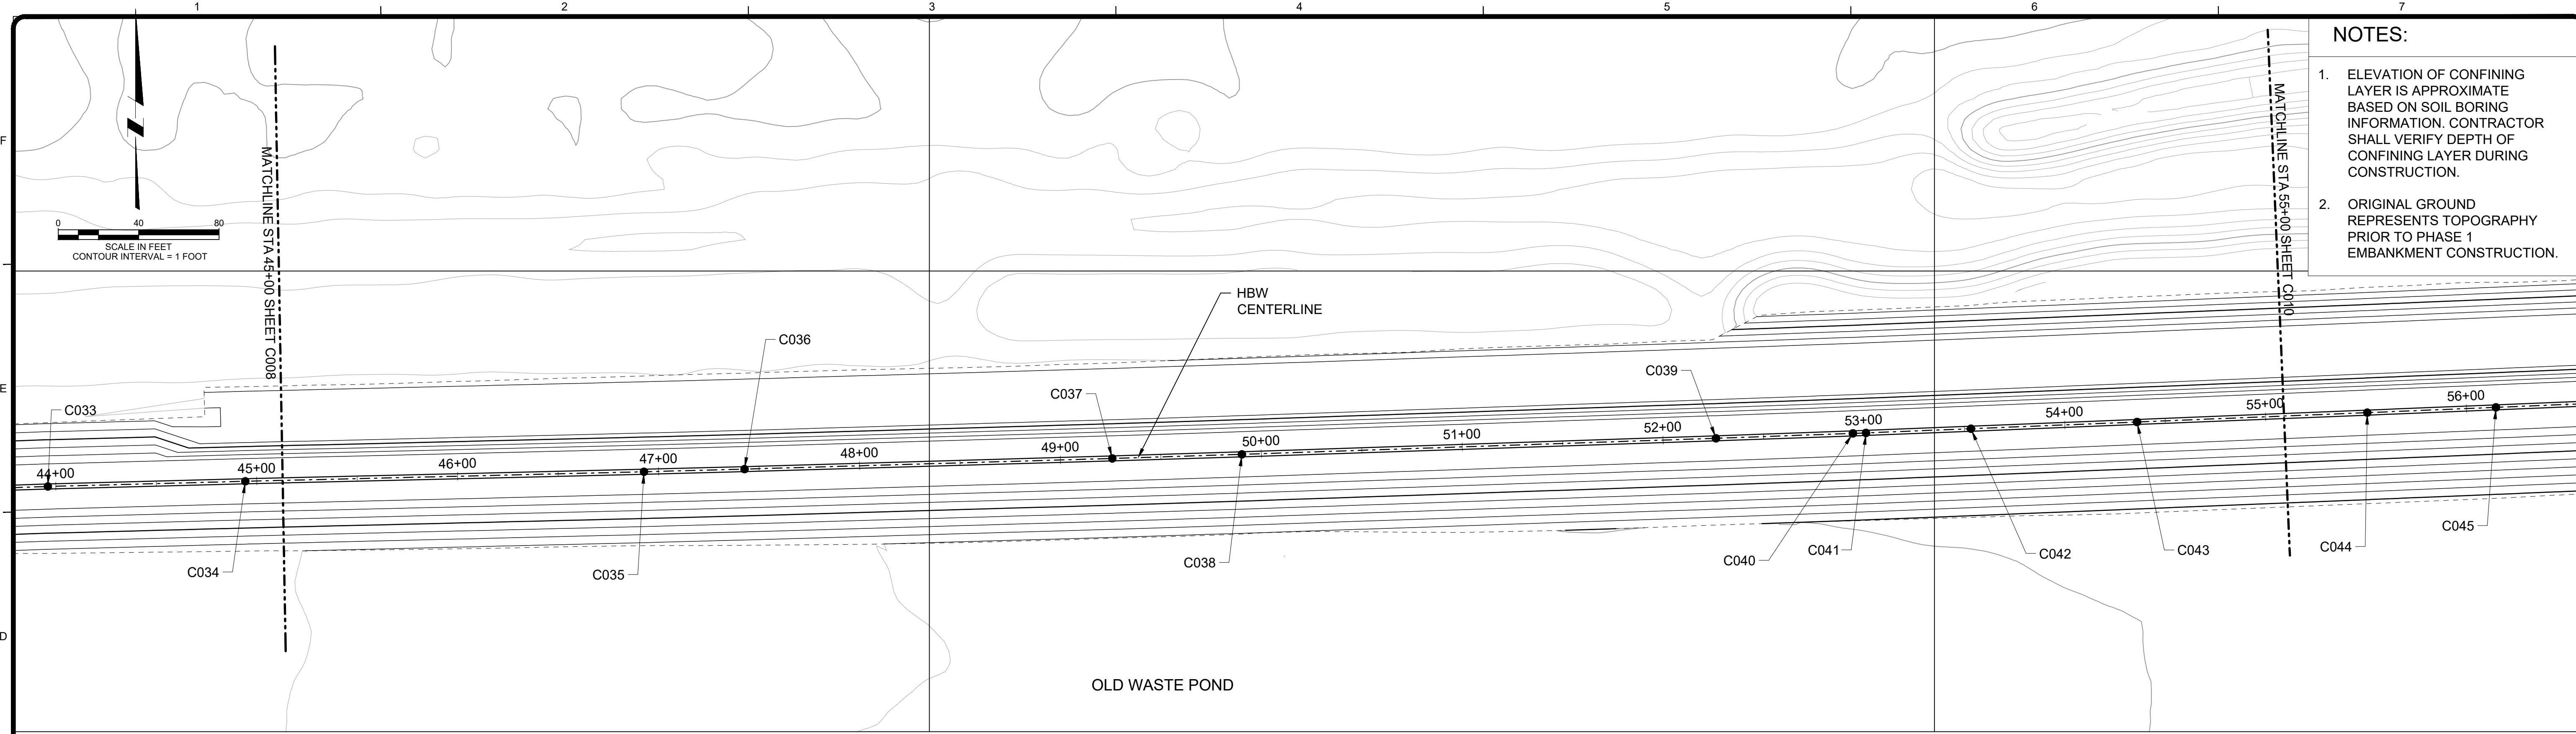 1 2 3 4 5 6 7
F
E
D
NOTES:
1. ELEVATION OF CONFINING
LAYER IS APPROXIMATE
BASED ON SOIL BORING
INFORMATION. CONTRACTOR
SHALL VERIFY DEPTH OF
CONFINING LAYER DURING
CONSTRUCTION.
2. ORIGINAL GROUND
REPRESENTS TOPOGRAPHY
PRIOR TO PHASE 1
EMBANKMENT CONSTRUCTION.
0 40 80
SCALE IN FEET
CONTOUR INTERVAL = 1 FOOT
MATCHLINE STA 45+00 SHEET C008
MATCHLINE STA 55+00 SHEET C010
HBW
CENTERLINE
C033
C036
C037
C039
44+00 45+00 46+00 47+00 48+00 49+00 50+00 51+00 52+00 53+00 54+00 55+00 56+00
C034
C035
C038
C040
C041
C042
C043
C044
C045
OLD WASTE POND